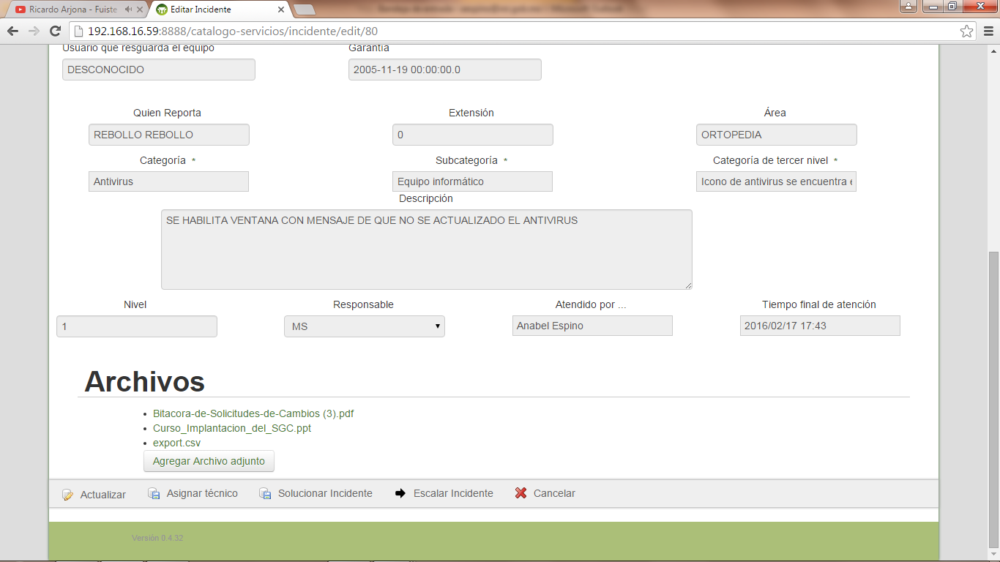 Ricardo Arjona - Fuiste
Editar Incidente
192.168.16.59:8888/catalogo-servicios/incidente/edit/80
Usuario que resguarda el equipo
Garantía
DESCONOCIDO
2005-11-19 00:00:00.0
Quien Reporta
Extensión
Área
REBOLLO REBOLLO
0
ORTOPEDIA
Categoría *
Subcategoría *
Categoría de tercer nivel *
Antivirus
Equipo informático
Icono de antivirus se encuentra e
Descripción
SE HABILITA VENTANA CON MENSAJE DE QUE NO SE ACTUALIZADO EL ANTIVIRUS
Nivel
Responsable
Atendido por ...
Tiempo final de atención
1
MS
Anabel Espino
2016/02/17 17:43
Archivos
Bitacora-de-Solicitudes-de-Cambios (3).pdf
Curso_Implantacion_del_SGC.ppt
export.csv
Agregar Archivo adjunto
Actualizar
Asignar técnico
Solucionar Incidente
Escalar Incidente
Cancelar
Versión 0.4.32